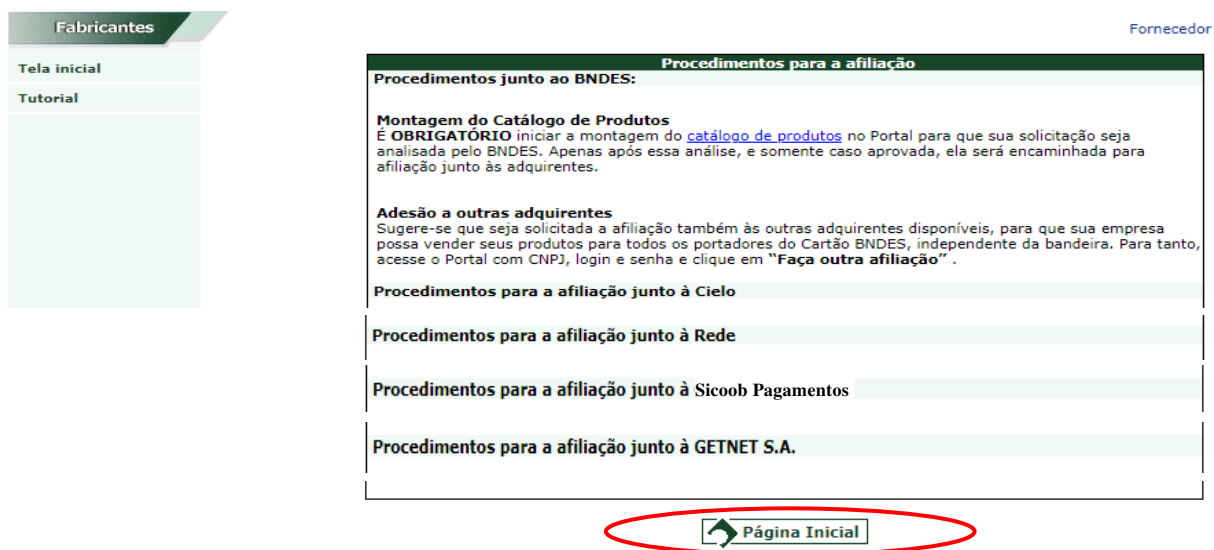 Fabricantes
Fornecedor
Tela inicial
Tutorial
Procedimentos para a afiliação
Procedimentos junto ao BNDES:
Montagem do Catálogo de Produtos
É OBRIGATÓRIO iniciar a montagem do catálogo de produtos no Portal para que sua solicitação seja
analisada pelo BNDES. Apenas após essa análise, e somente caso aprovada, ela será encaminhada para
afiliação junto às adquirentes.
Adesão a outras adquirentes
Sugere-se que seja solicitada a afiliação também às outras adquirentes disponíveis, para que sua empresa
possa vender seus produtos para todos os portadores do Cartão BNDES, independente da bandeira. Para tanto,
acesse o Portal com CNPJ, login e senha e clique em "Faça outra afiliação" .
Procedimentos para a afiliação junto à Cielo
Procedimentos para a afiliação junto à Rede
Procedimentos para a afiliação junto à Sicoob Pagamentos
Procedimentos para a afiliação junto à GETNET S.A.
Página Inicial